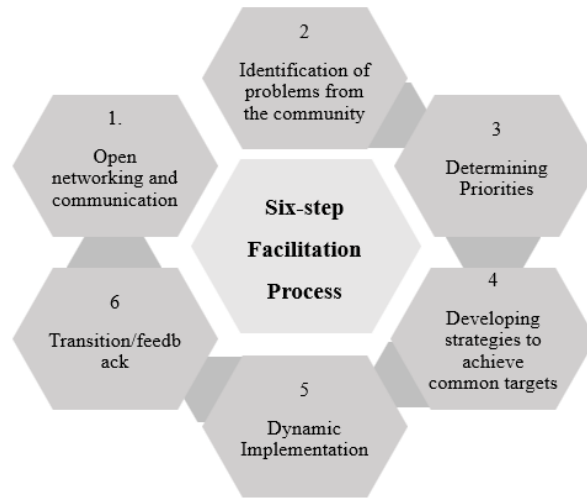 1.
Open
networking and
communication
2
Identification of
problems from
the community
3
Determining
Priorities
4
Developing
strategies to
achieve
common targets
5
Dynamic
Implementation
6
Transition/feedb
ack
Six-step
Facilitation
Process